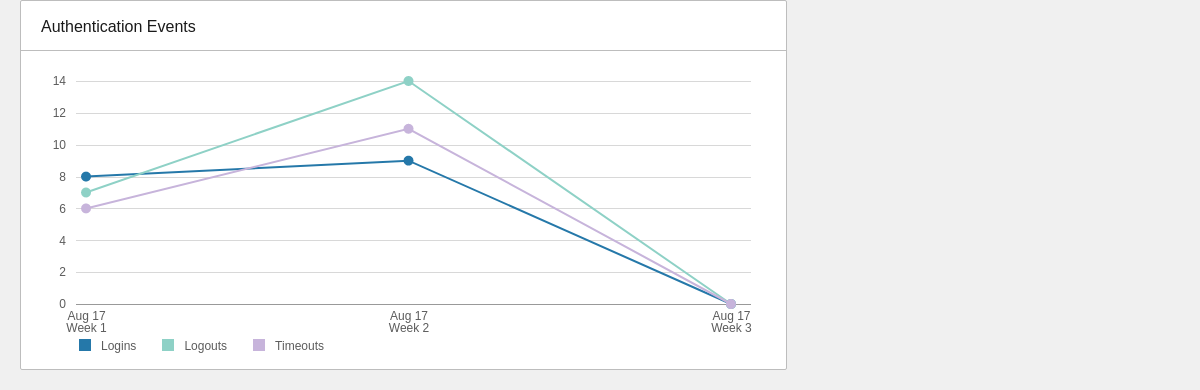 Authentication Events
14
12
10
8
6
4
2
0
Aug 17 Aug 17 Aug 17
Week 1 Week 2 Week 3
Logins Logouts Timeouts